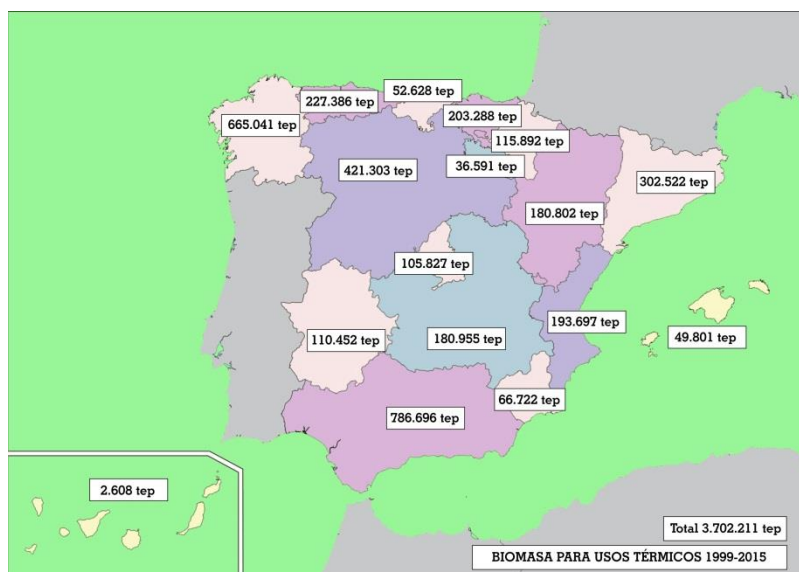 52.628 tep
227.386 tep
203.288 tep
665.041 tep
115.892 tep
421.303 tep
36.591 tep
302.522 tep
180.802 tep
105.827 tep
193.697 tep
110.452 tep
180.955 tep
49.801 tep
66.722 tep
786.696 tep
2.608 tep
Total 3.702.211 tep
BIOMASA PARA USOS TÉRMICOS 1999-2015